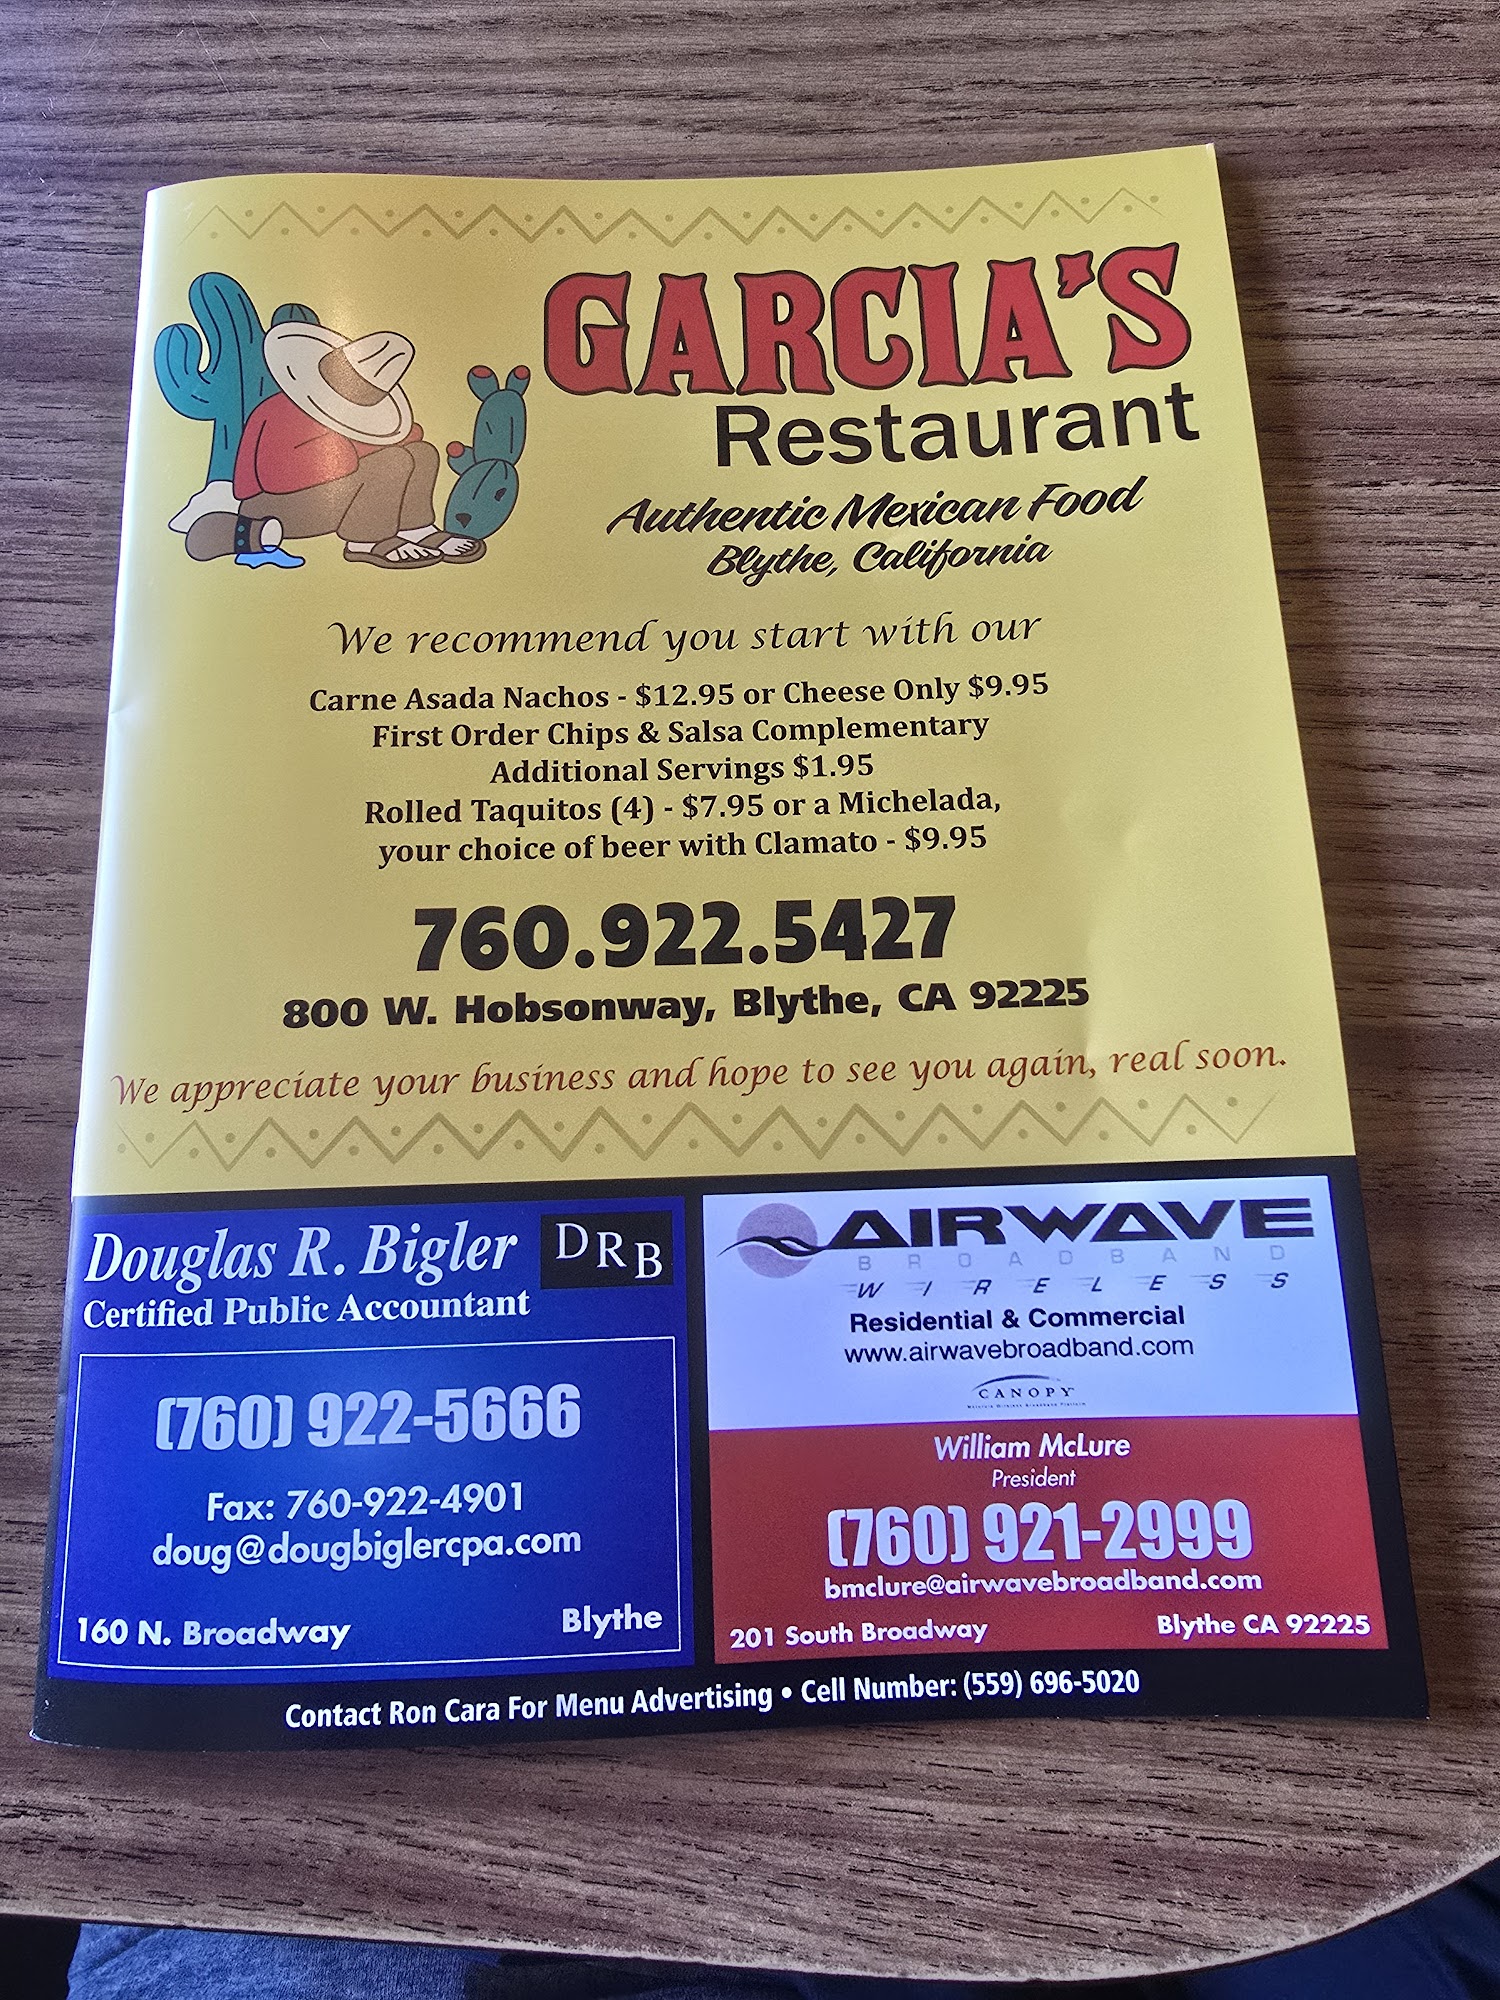 GARCIA'S
Restaurant
Authentic Mexican Food
Blythe, California
We recommend you start with our
Carne Asada Nachos - $12.95 or Cheese Only $9.95
First Order Chips & Salsa Complementary
Additional Servings $1.95
Rolled Taquitos (4) - $7.95 or a Michelada,
your choice of beer with Clamato - $9.95
760.922.5427
800 W. Hobsonway, Blythe, CA 92225
We appreciate your business and hope to see you again, real soon.
Douglas R. Bigler DRB
Certified Public Accountant
(760) 922-5666
Fax: 760-922-4901
doug@dougbiglercpa.com
160 N. Broadway Blythe
AIRWAVE
BROADBAND
WIRELESS
Residential & Commercial
www.airwavebroadband.com
CANOPY
Motorola Wireless Broadband Platform
William McLure
President
(760) 921-2999
bmclure@airwavebroadband.com
201 South Broadway Blythe CA 92225
Contact Ron Cara For Menu Advertising • Cell Number: (559) 696-5020